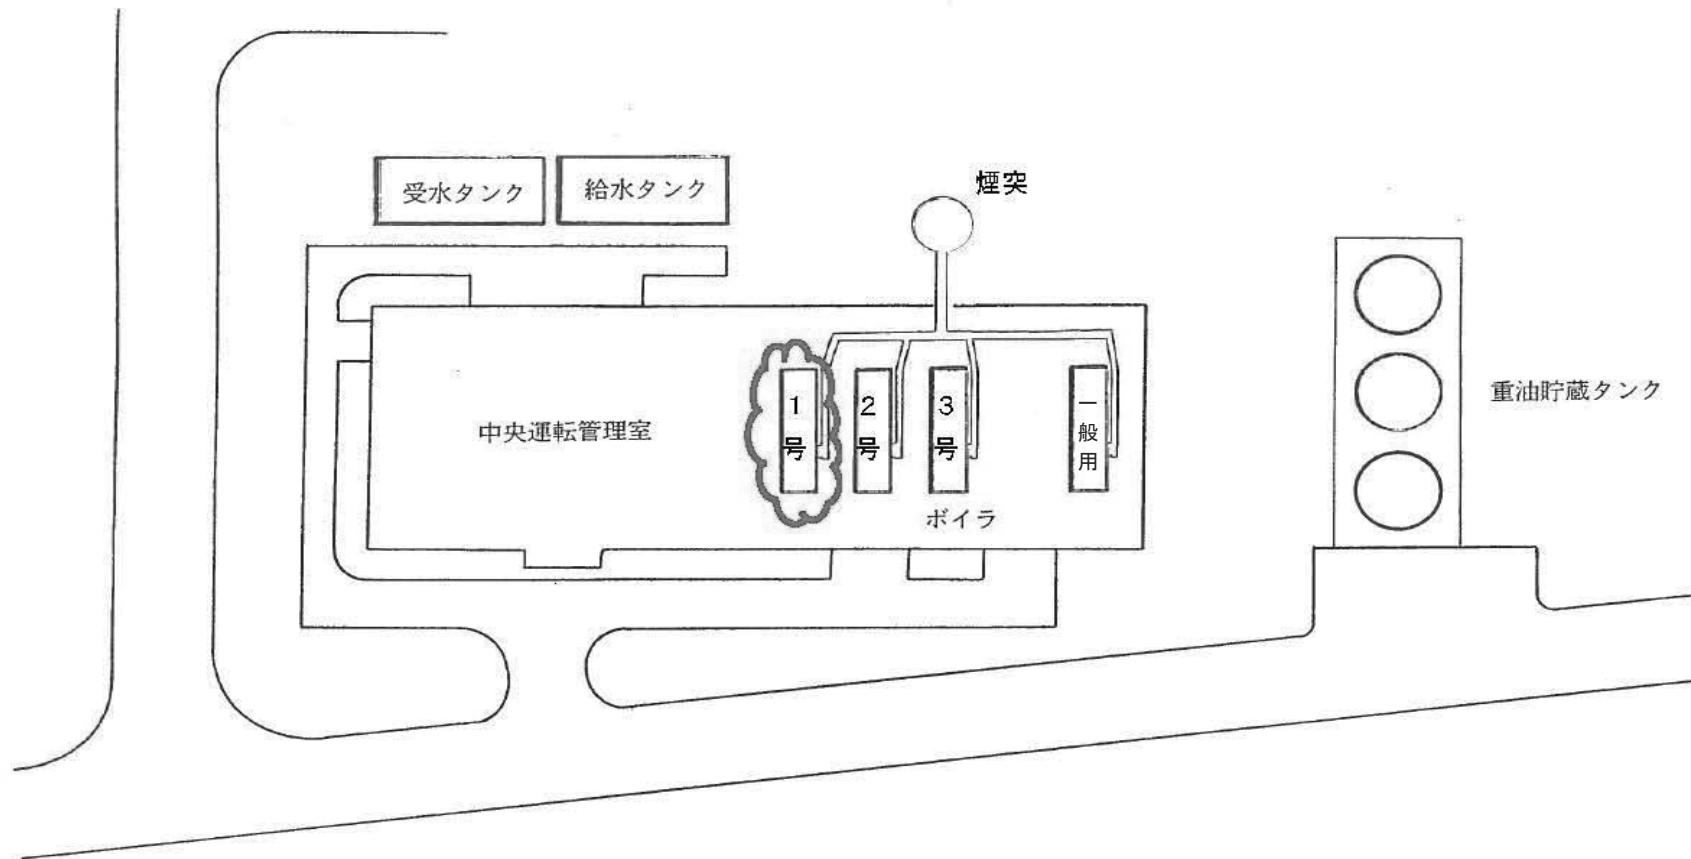 煙突
受水タンク
給水タンク
重油貯蔵タンク
中央運転管理室
1号
2号
3号
一般用
ボイラ